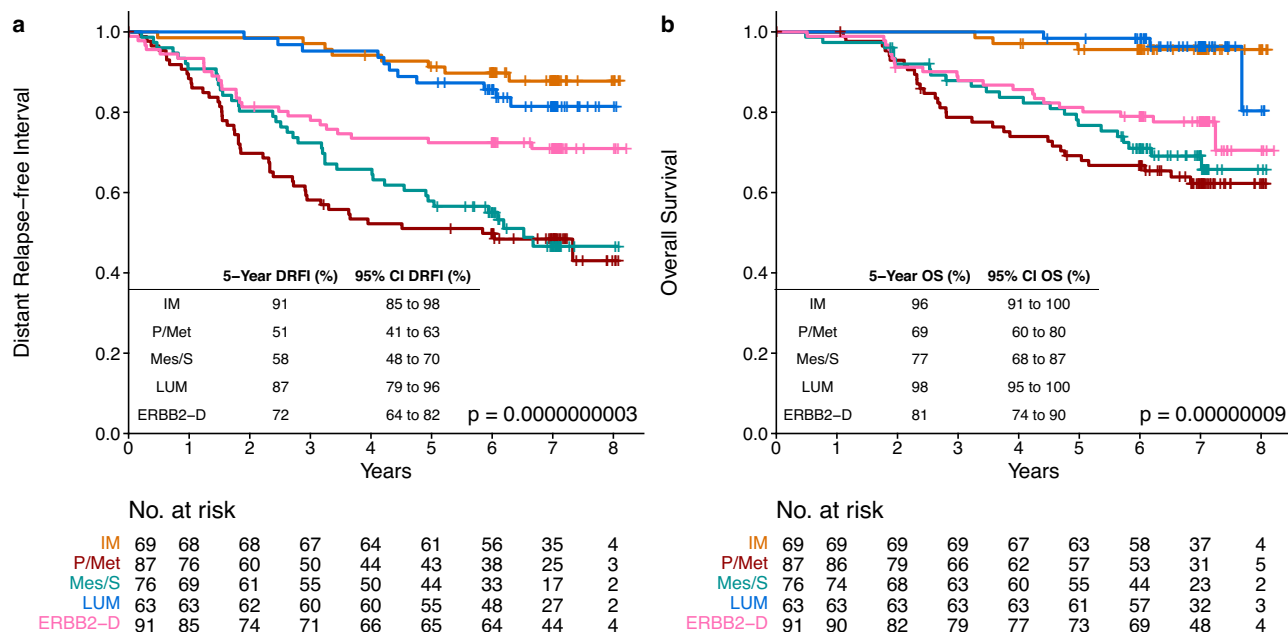 a
Distant Relapse−free Interval
1.0
0.8
0.6
0.4
0.2
0.0
5−Year DRFI (%) 95% CI DRFI (%)
IM 91 85 to 98
P/Met 51 41 to 63
Mes/S 58 48 to 70
LUM 87 79 to 96
ERBB2−D 72 64 to 82
p = 0.0000000003
0 1 2 3 4 5 6 7 8
Years
No. at risk
IM 69 68 68 67 64 61 56 35 4
P/Met 87 76 60 50 44 43 38 25 3
Mes/S 76 69 61 55 50 44 33 17 2
LUM 63 63 62 60 60 55 48 27 2
ERBB2−D 91 85 74 71 66 65 64 44 4
b
Overall Survival
1.0
0.8
0.6
0.4
0.2
0.0
5−Year OS (%) 95% CI OS (%)
IM 96 91 to 100
P/Met 69 60 to 80
Mes/S 77 68 to 87
LUM 98 95 to 100
ERBB2−D 81 74 to 90
p = 0.00000009
0 1 2 3 4 5 6 7 8
Years
No. at risk
IM 69 69 69 69 67 63 58 37 4
P/Met 87 86 79 66 62 57 53 31 5
Mes/S 76 74 68 63 60 55 44 23 2
LUM 63 63 63 63 63 61 57 32 3
ERBB2−D 91 90 82 79 77 73 69 48 4